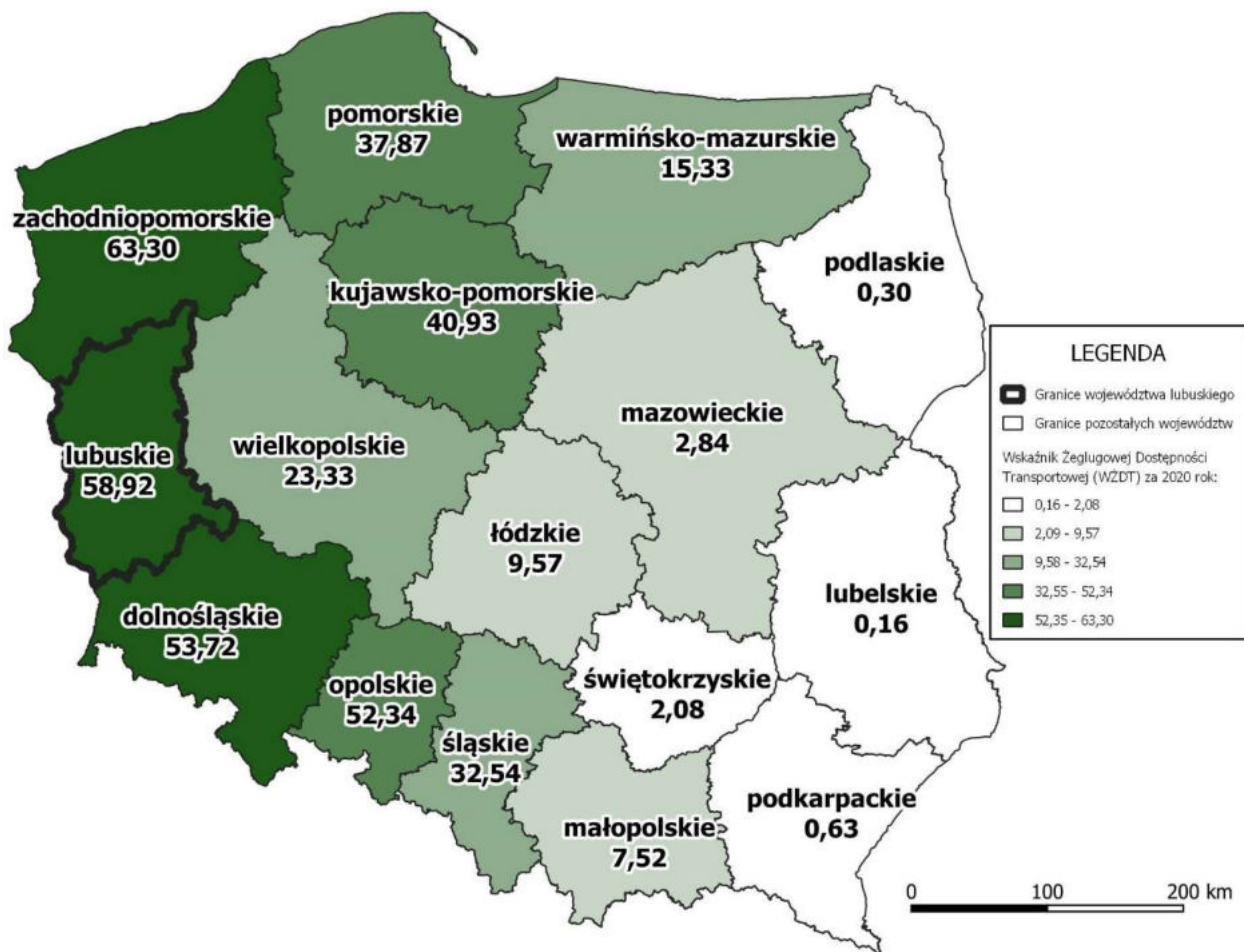 pomorskie
37,87
warmińsko-mazurskie
15,33
zachodniopomorskie
63,30
podlaskie
0,30
kujawsko-pomorskie
40,93
mazowieckie
2,84
wielkopolskie
23,33
lubuskie
58,92
łódzkie
9,57
lubelskie
0,16
dolnośląskie
53,72
opolskie
52,34
śląskie
32,54
świętokrzyskie
2,08
małopolskie
7,52
podkarpackie
0,63
LEGENDA
Granice województwa lubuskiego
Granice pozostałych województw
Wskaźnik Żeglugowej Dostępności
Transportowej (WŻDT) za 2020 rok:
0,16 - 2,08
2,09 - 9,57
9,58 - 32,54
32,55 - 52,34
52,35 - 63,30
0 100 200 km